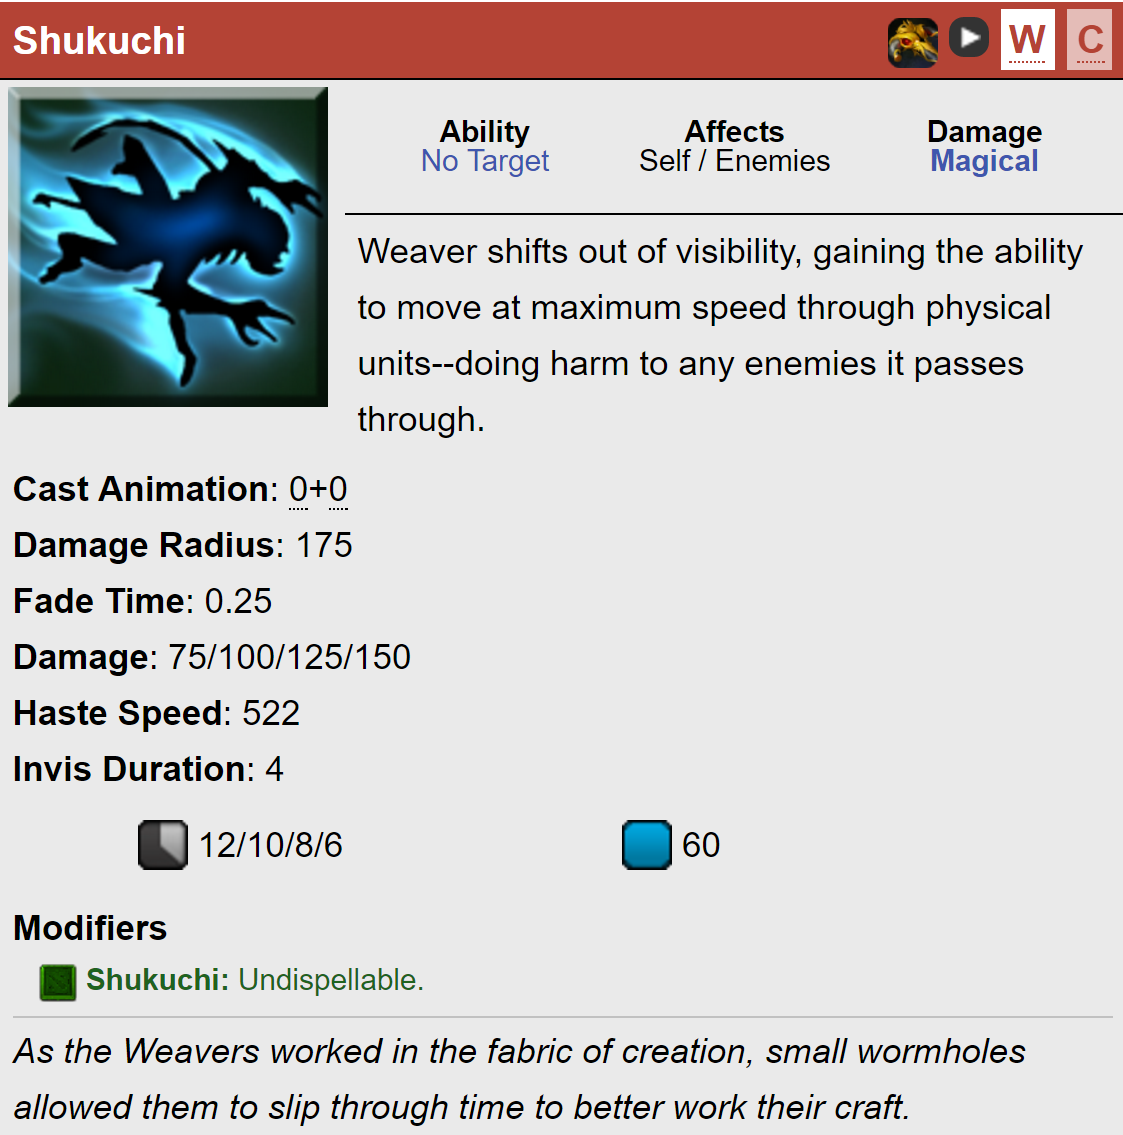 Shukuchi W C
Ability Affects Damage
No Target Self / Enemies Magical
Weaver shifts out of visibility, gaining the ability
to move at maximum speed through physical
units--doing harm to any enemies it passes
through.
Cast Animation: 0+0
Damage Radius: 175
Fade Time: 0.25
Damage: 75/100/125/150
Haste Speed: 522
Invis Duration: 4
12/10/8/6 60
Modifiers
Shukuchi: Undispellable.
As the Weavers worked in the fabric of creation, small wormholes
allowed them to slip through time to better work their craft.